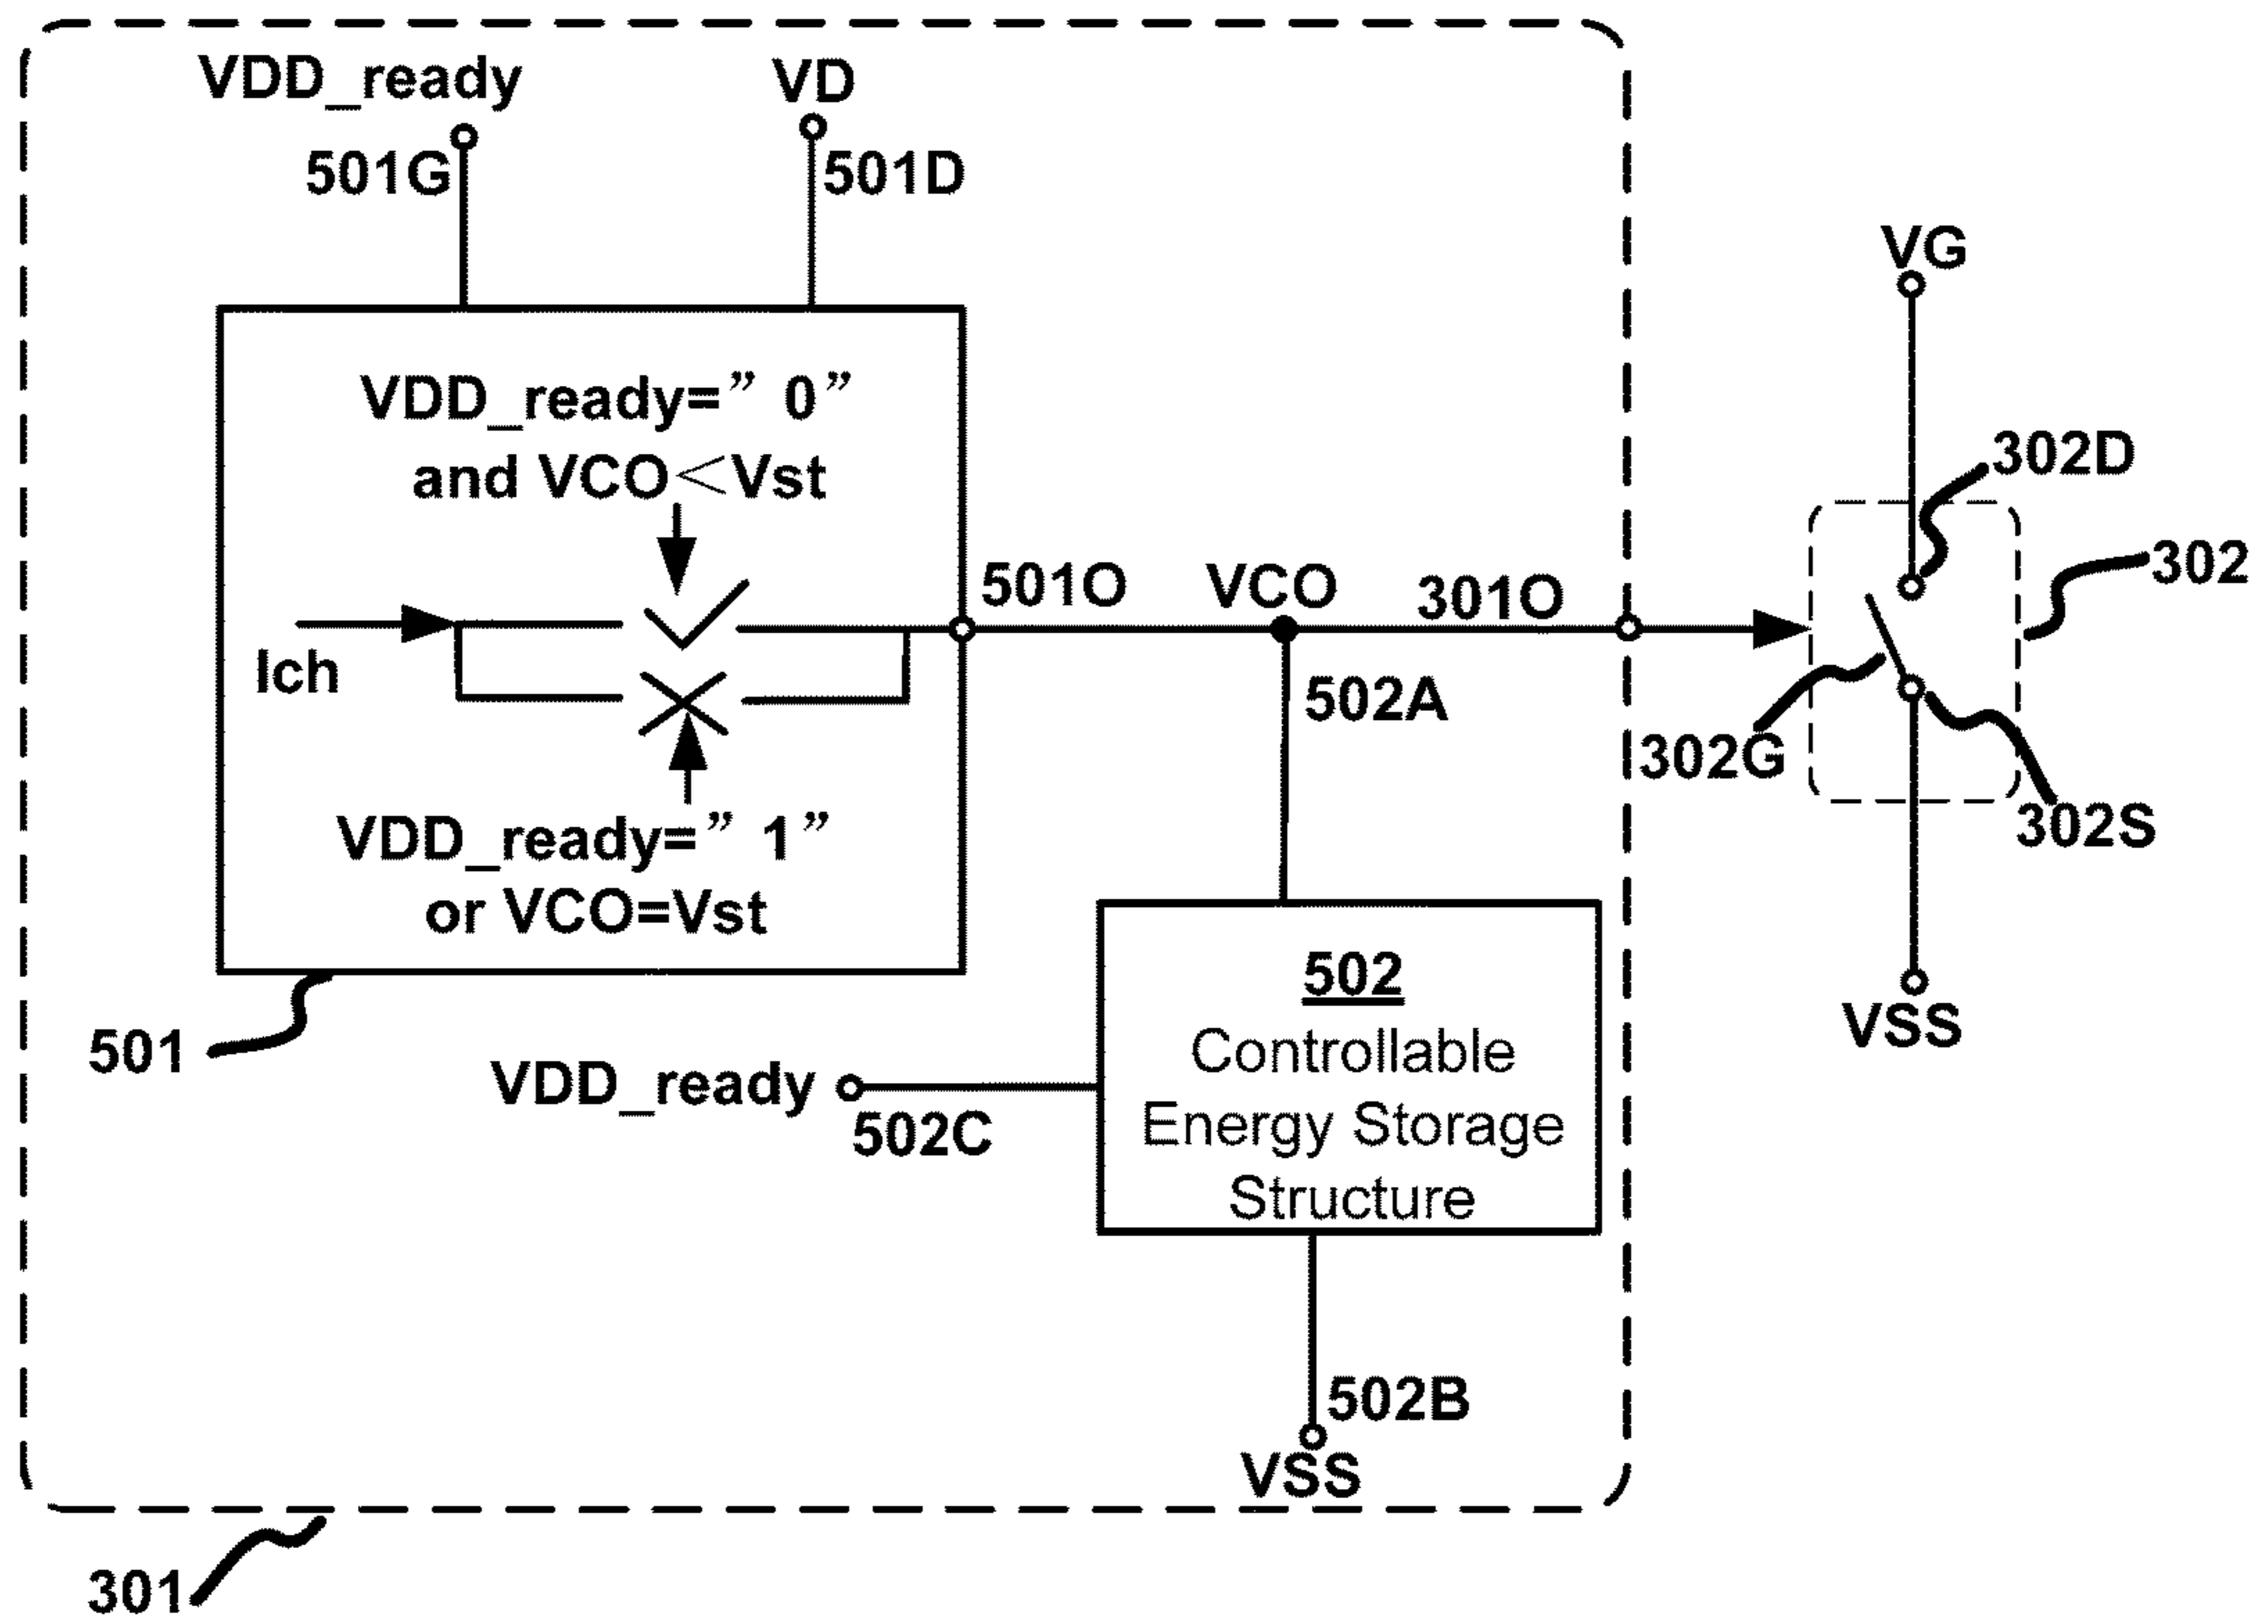 VDD_ready
VD
501G
501D
VG
VDD_ready=” 0”
and VCO<Vst
302D
302
501O
VCO
301O
Ich
502A
302G
302S
VDD_ready=” 1”
or VCO=Vst
502
Controllable
Energy Storage
Structure
VSS
501
VDD_ready
502C
502B
VSS
301